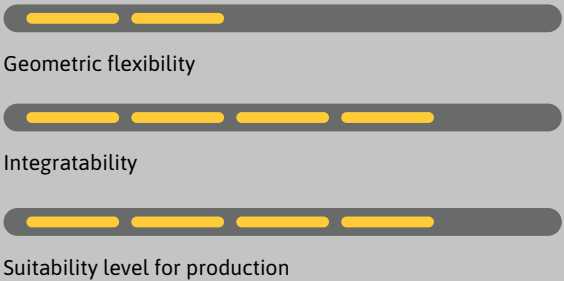 Geometric flexibility
Integratability
Suitability level for production